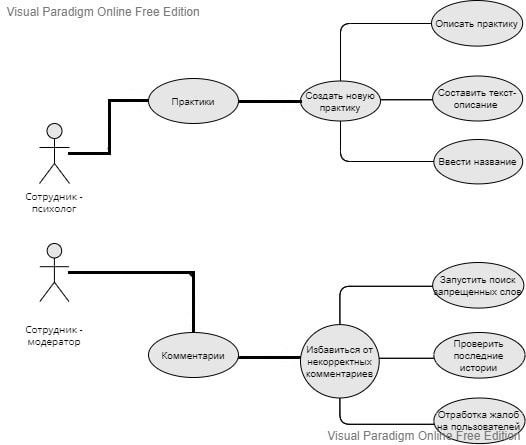 Visual Paradigm Online Free Edition
Описать практику
Практики
Создать новую
практику
Составить текст-
описание
Ввести название
Сотрудник -
психолог
Сотрудник -
модератор
Запустить поиск
запрещенных слов
Комментарии
Избавиться от
некорректных
комментариев
Проверить
последние
истории
Отработка жалоб
на пользователей
Visual Paradigm Online Free Edition